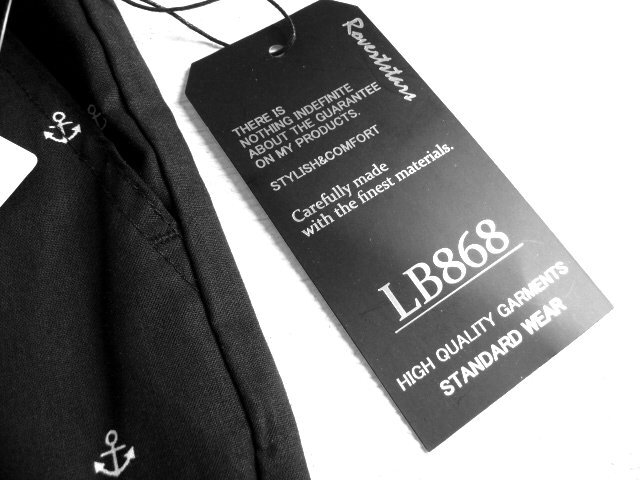 Rovertstars
THERE IS
NOTHING INDEFINITE
ABOUT THE GUARANTEE
ON MY PRODUCTS.
STYLISH&COMFORT
Carefully made
with the finest materials.
LB868
HIGH QUALITY GARMENTS
STANDARD WEAR